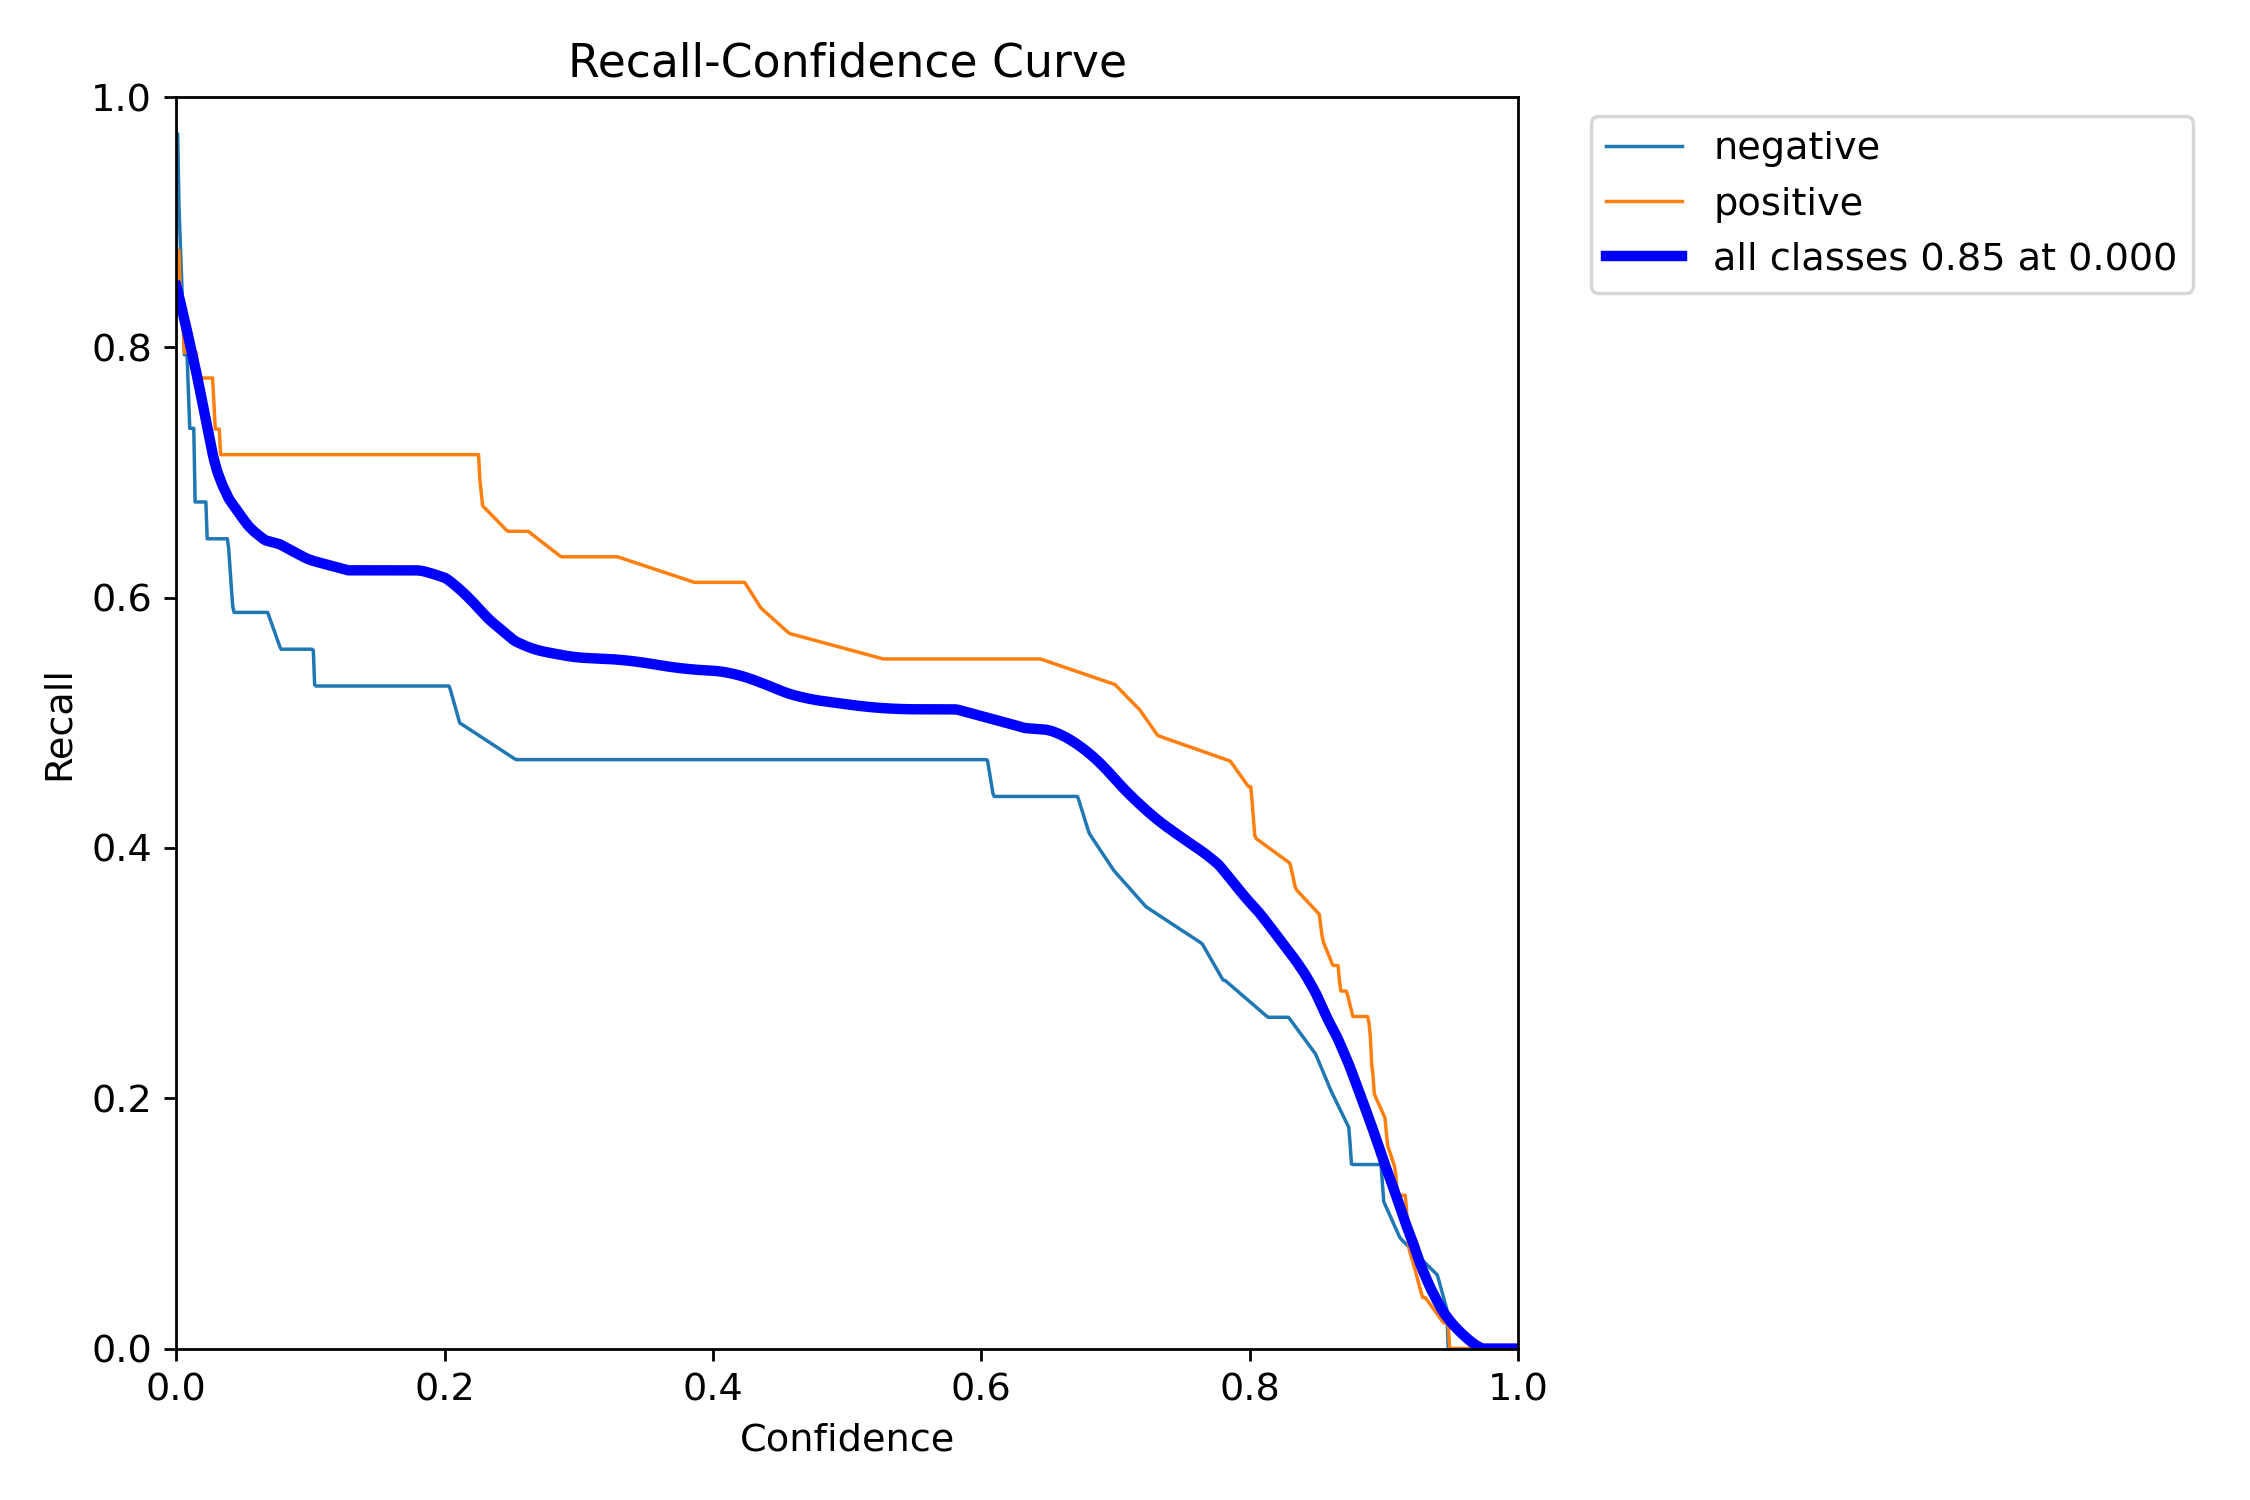 Recall-Confidence Curve
1.0
0.8
0.6
0.4
0.2
0.0
Recall
0.0 0.2 0.4 0.6 0.8 1.0
Confidence
negative
positive
all classes 0.85 at 0.000